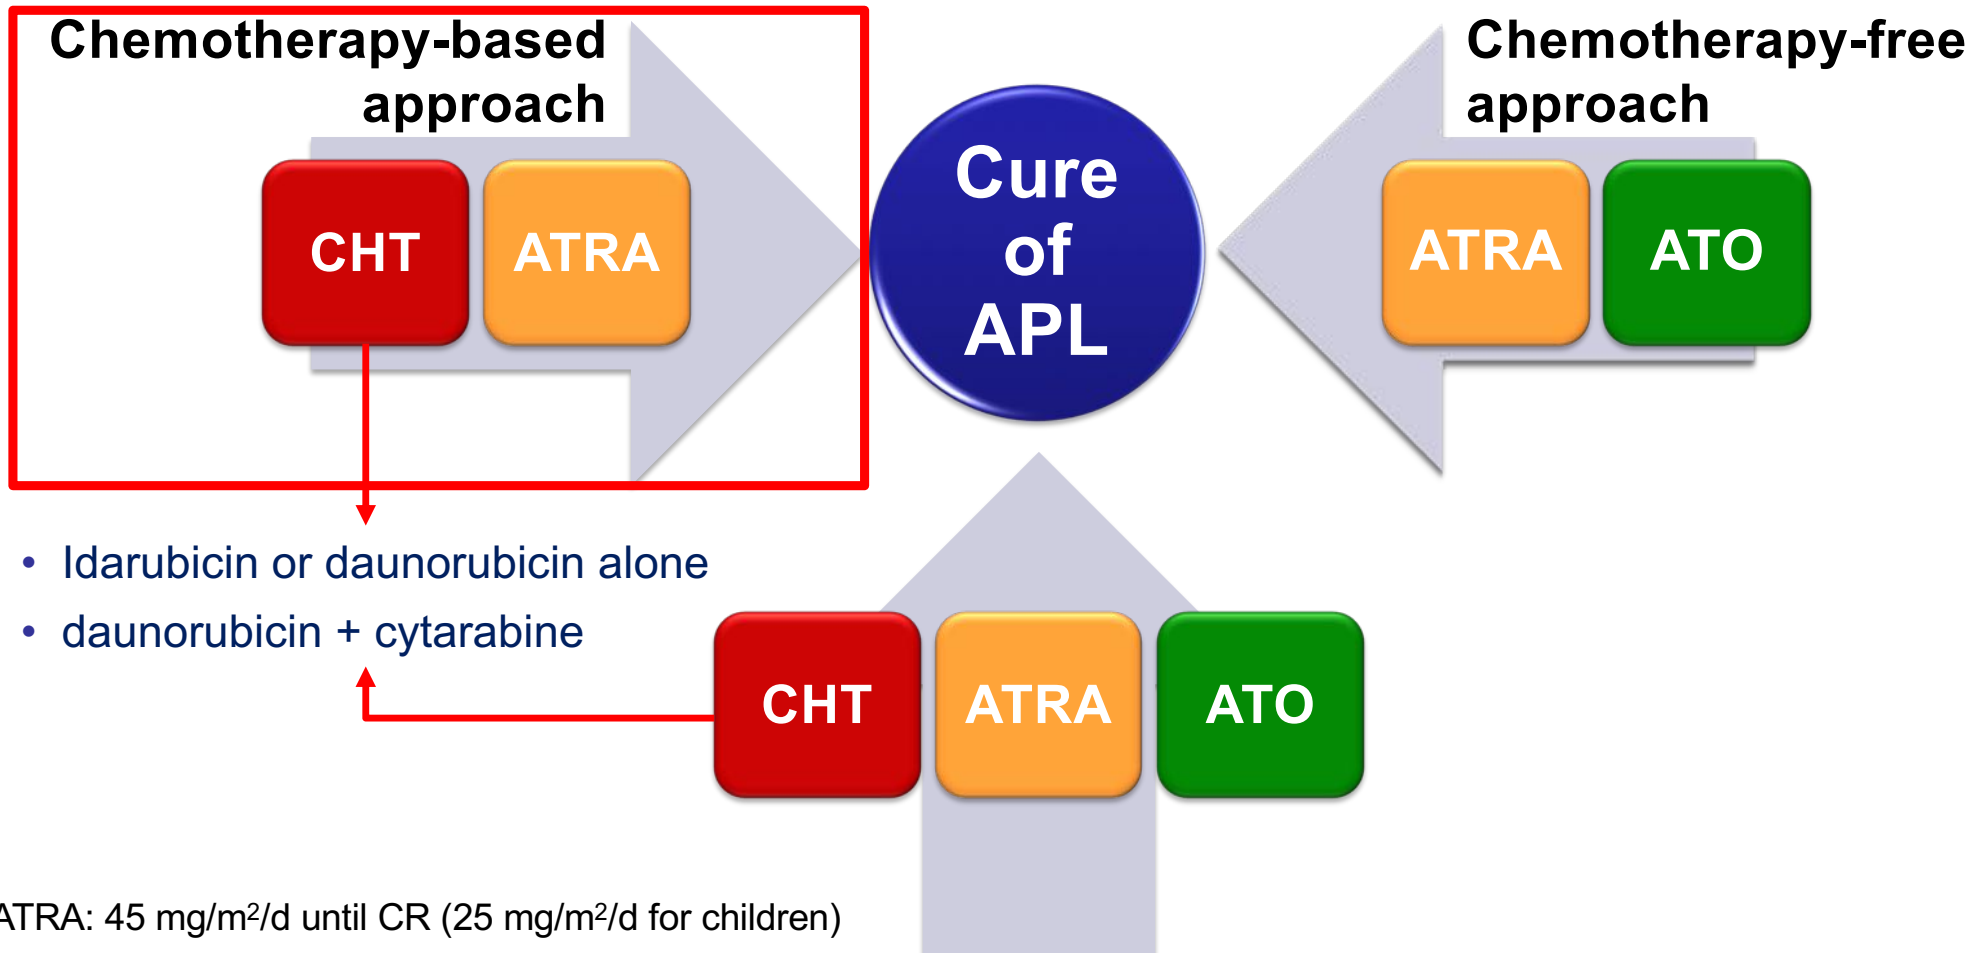 Chemotherapy-based
approach
CHT
ATRA
Cure
of
APL
Chemotherapy-free
approach
ATRA
ATO
• Idarubicin or daunorubicin alone
• daunorubicin + cytarabine
CHT
ATRA
ATO
ATRA: 45 mg/m²/d until CR (25 mg/m²/d for children)